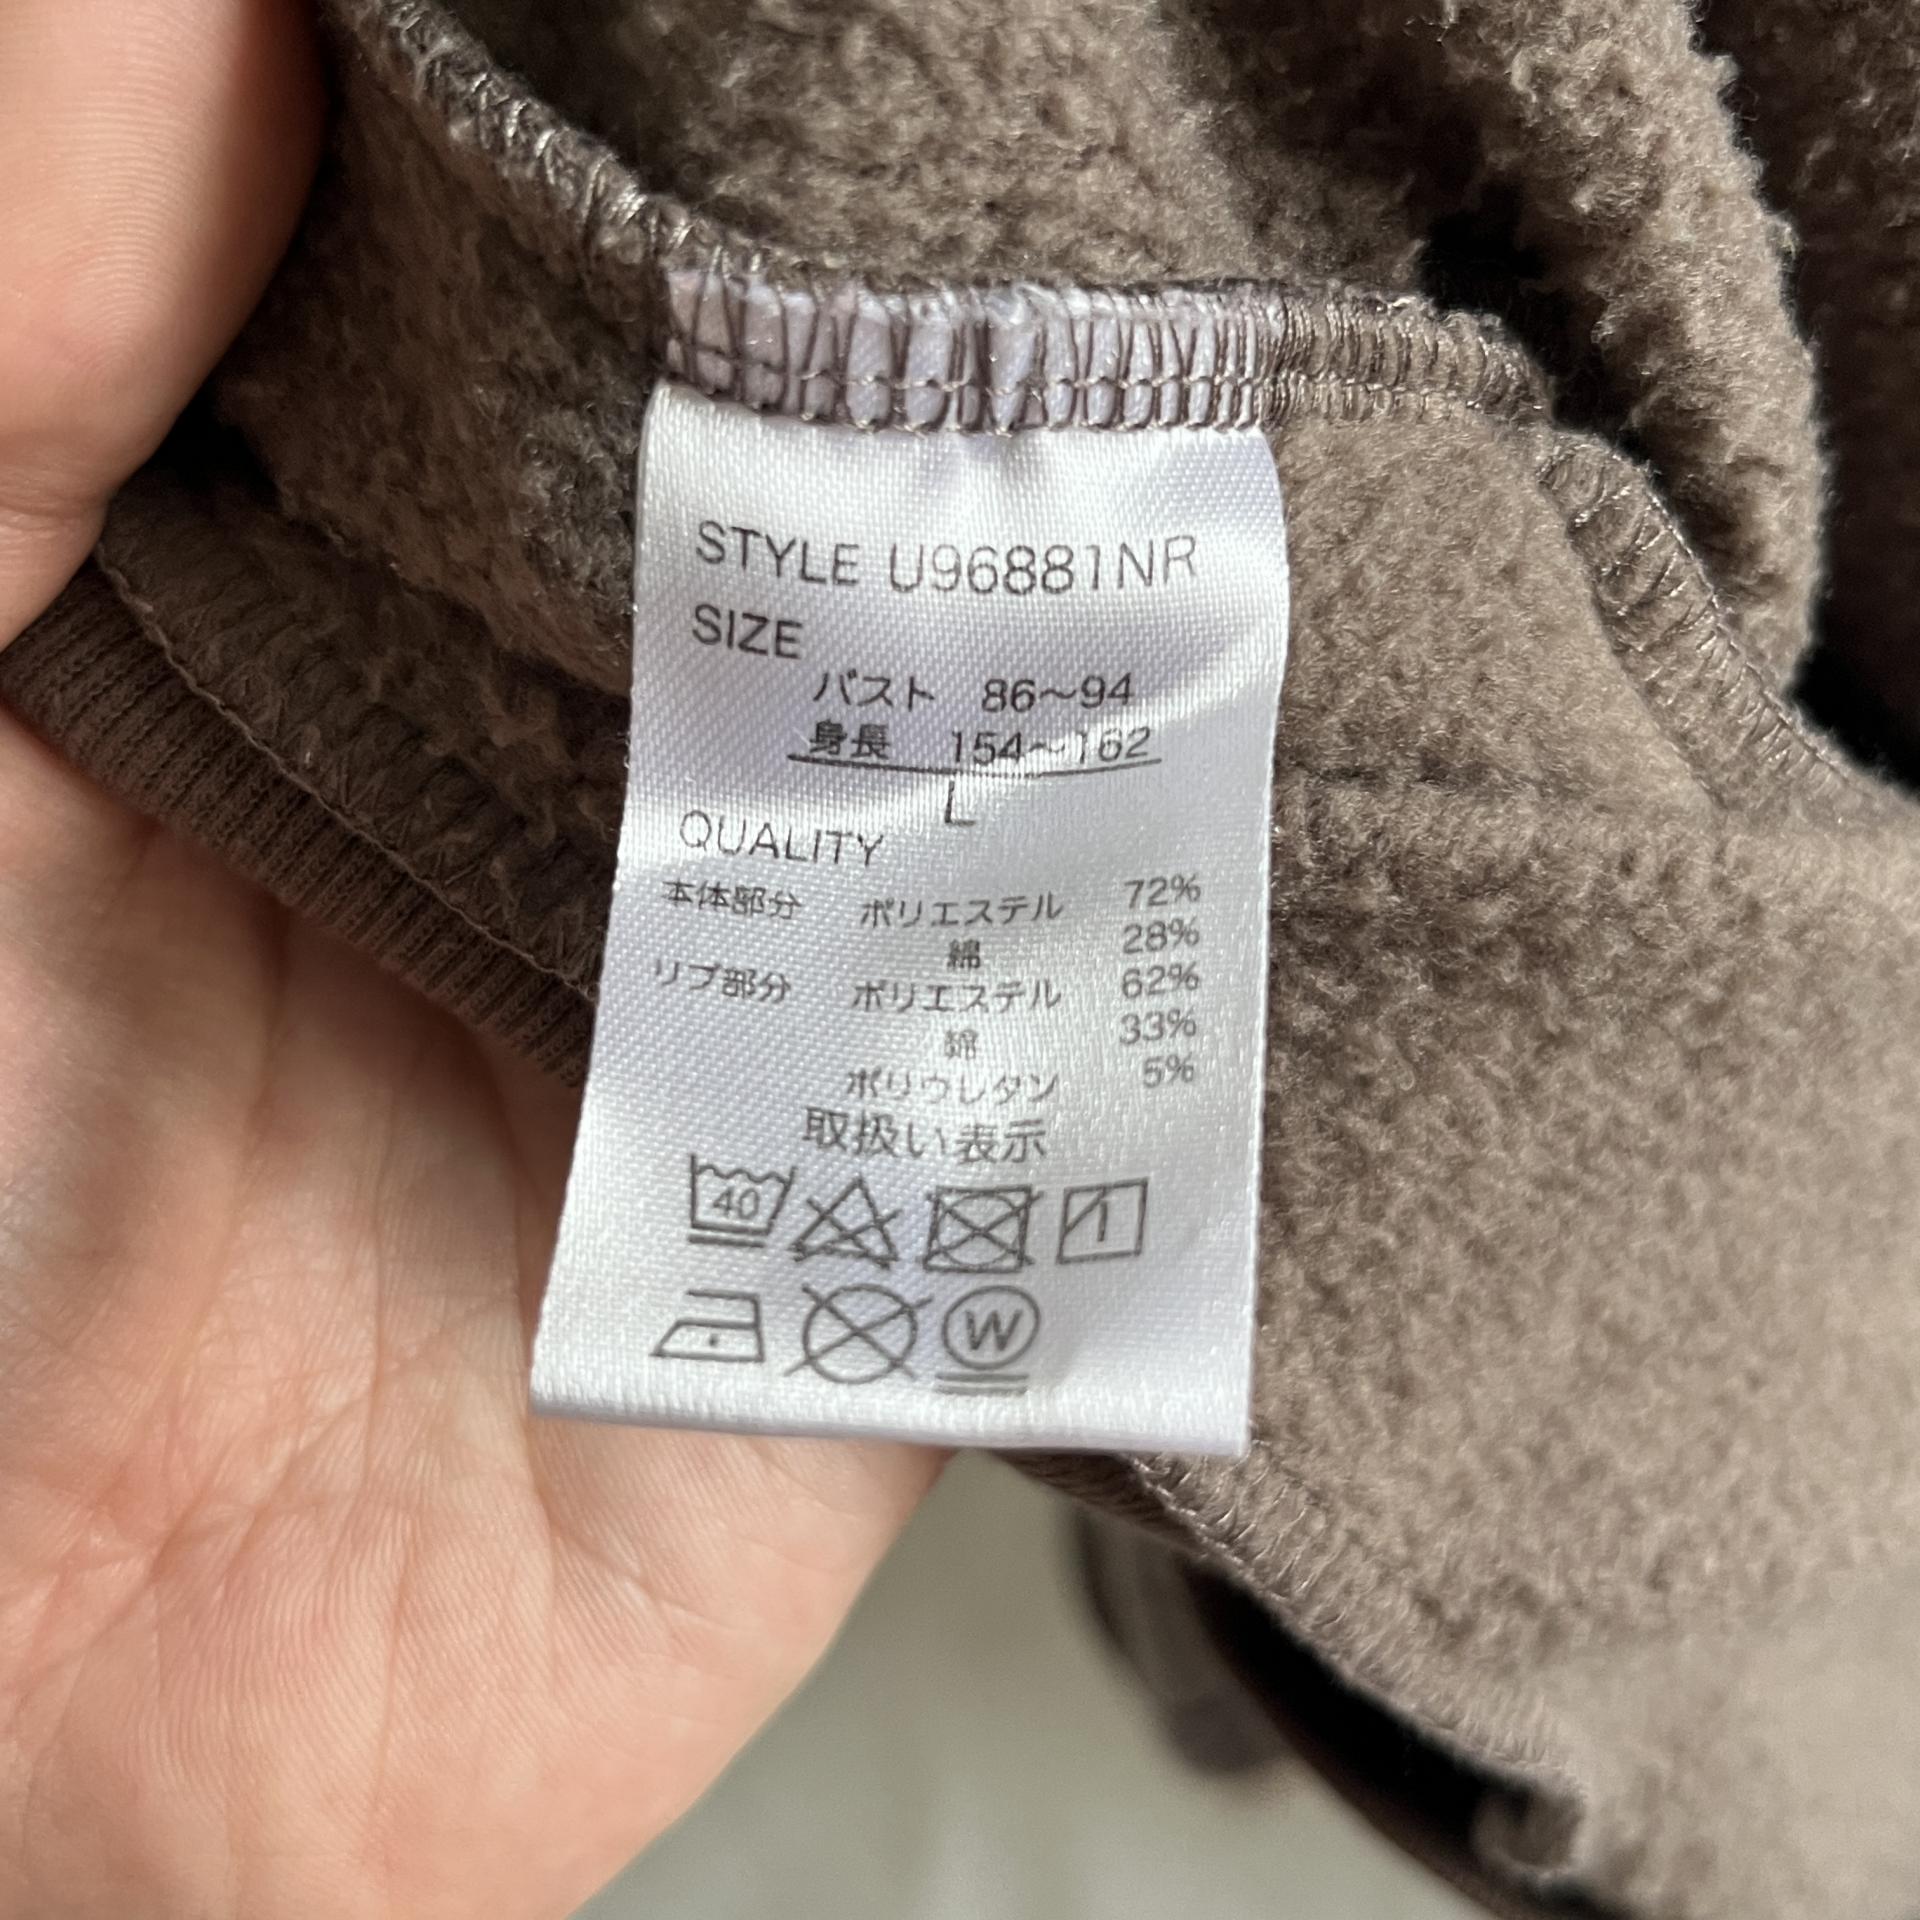 STYLE U96881NR
SIZE
バスト 86~94
身長 154~162
L
QUALITY
本体部分 ポリエステル 72%
綿 28%
リブ部分 ポリエステル 62%
綿 33%
ポリウレタン 5%
取扱い表示
40
W